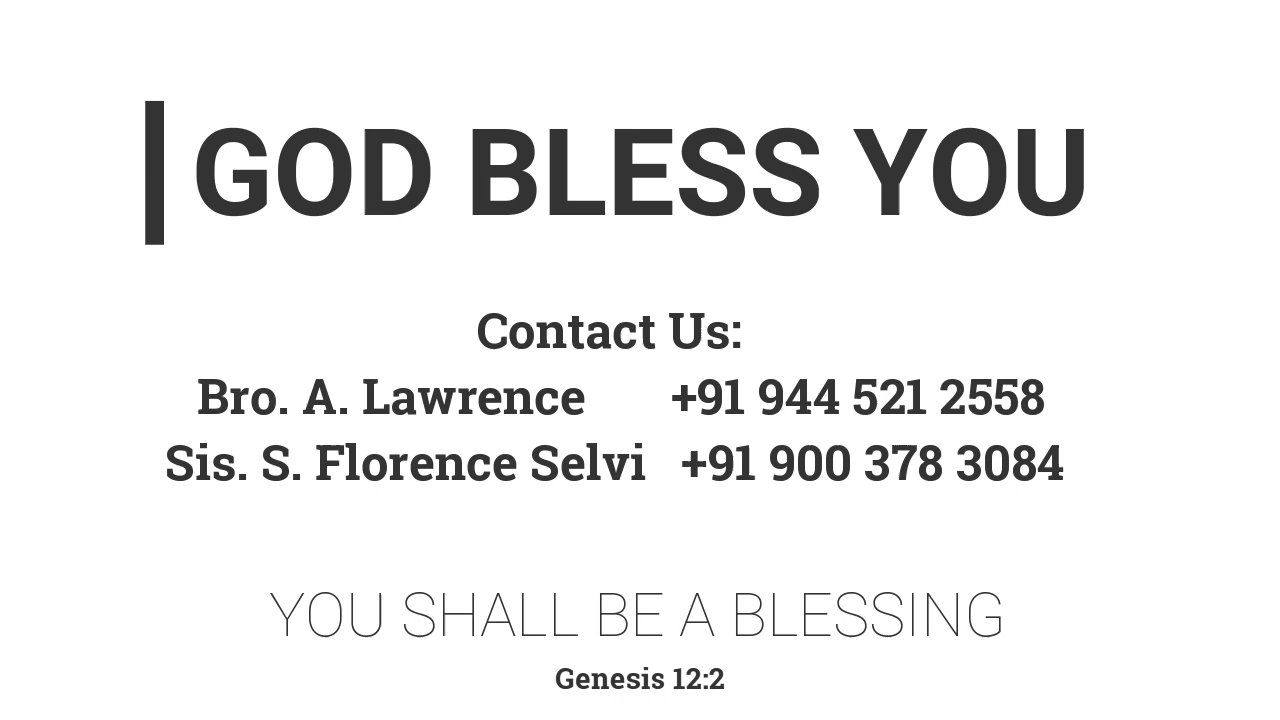 GOD BLESS YOU
Contact Us:
Bro. A. Lawrence +91 944 521 2558
Sis. S. Florence Selvi +91 900 378 3084
YOU SHALL BE A BLESSING
Genesis 12:2